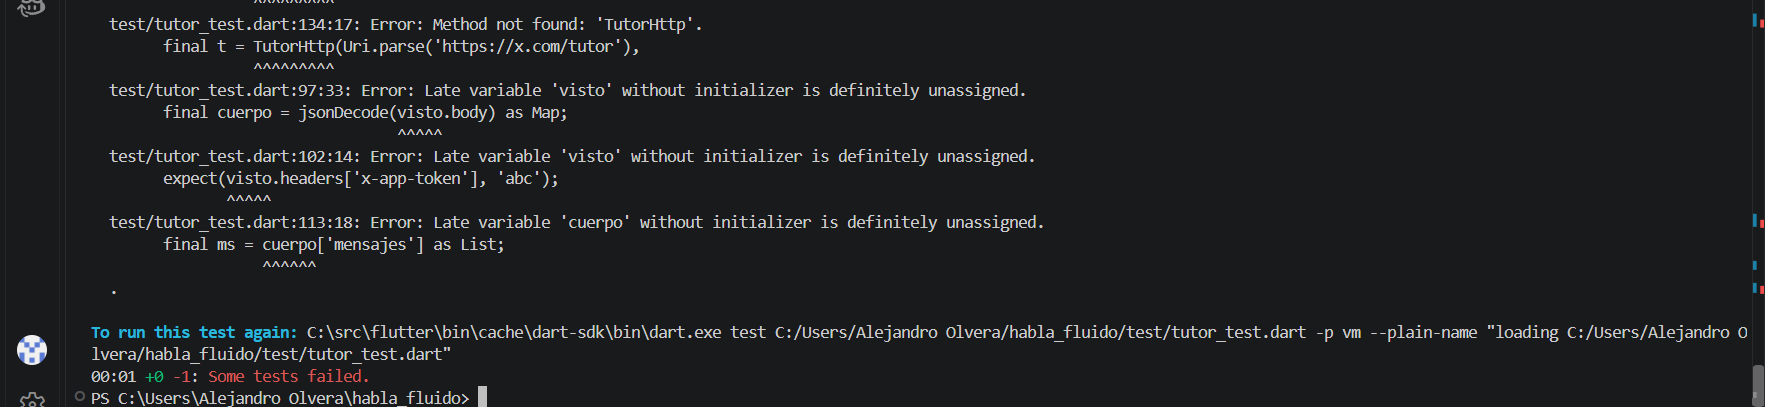 ^^^^^^^^^
test/tutor_test.dart:134:17: Error: Method not found: 'TutorHttp'.
final t = TutorHttp(Uri.parse('https://x.com/tutor'),
^^^^^^^^^
test/tutor_test.dart:97:33: Error: Late variable 'visto' without initializer is definitely unassigned.
final cuerpo = jsonDecode(visto.body) as Map;
^^^^^
test/tutor_test.dart:102:14: Error: Late variable 'visto' without initializer is definitely unassigned.
expect(visto.headers['x-app-token'], 'abc');
^^^^^
test/tutor_test.dart:113:18: Error: Late variable 'cuerpo' without initializer is definitely unassigned.
final ms = cuerpo['mensajes'] as List;
^^^^^^
.
To run this test again: C:\src\flutter\bin\cache\dart-sdk\bin\dart.exe test C:/Users/Alejandro Olvera/habla_fluido/test/tutor_test.dart -p vm --plain-name "loading C:/Users/Alejandro O
lvera/habla_fluido/test/tutor_test.dart"
00:01 +0 -1: Some tests failed.
PS C:\Users\Alejandro Olvera\habla_fluido>